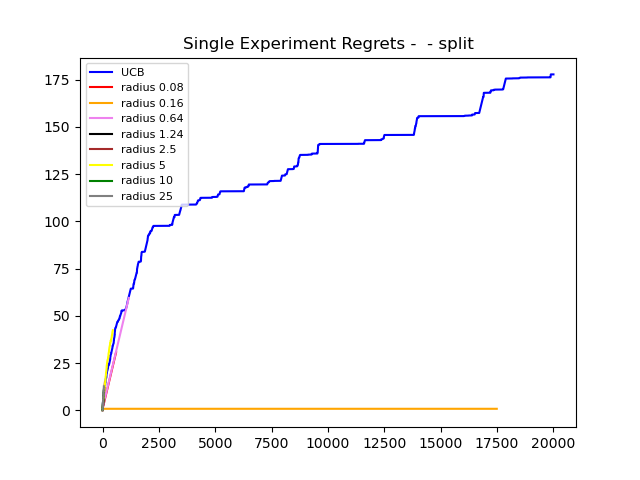 Single Experiment Regrets -  - split
UCB
radius 0.08
radius 0.16
radius 0.64
radius 1.24
radius 2.5
radius 5
radius 10
radius 25
175
150
125
100
75
50
25
0
0 2500 5000 7500 10000 12500 15000 17500 20000